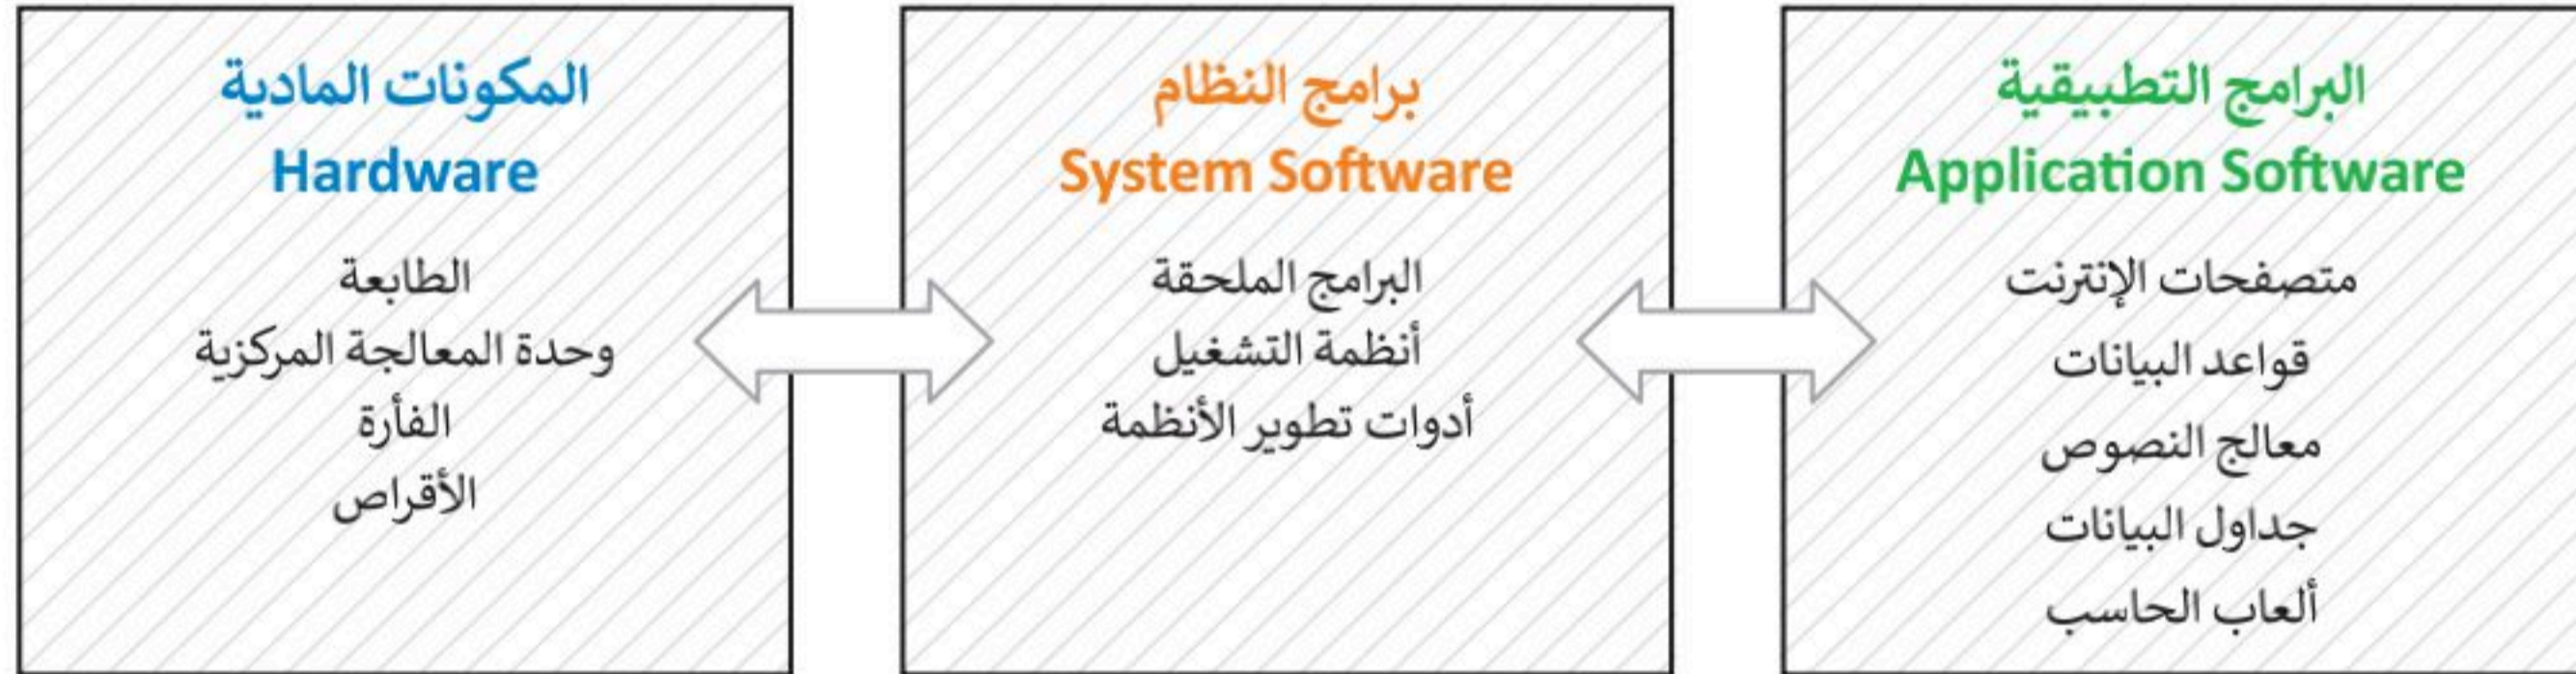 البرامج التطبيقية
Application Software
متصفحات الإنترنت
قواعد البيانات
معالج النصوص
جداول البيانات
ألعاب الحاسب
برامج النظام
System Software
البرامج الملحقة
أنظمة التشغيل
أدوات تطوير الأنظمة
المكونات المادية
Hardware
الطابعة
وحدة المعالجة المركزية
الفأرة
الأقراص